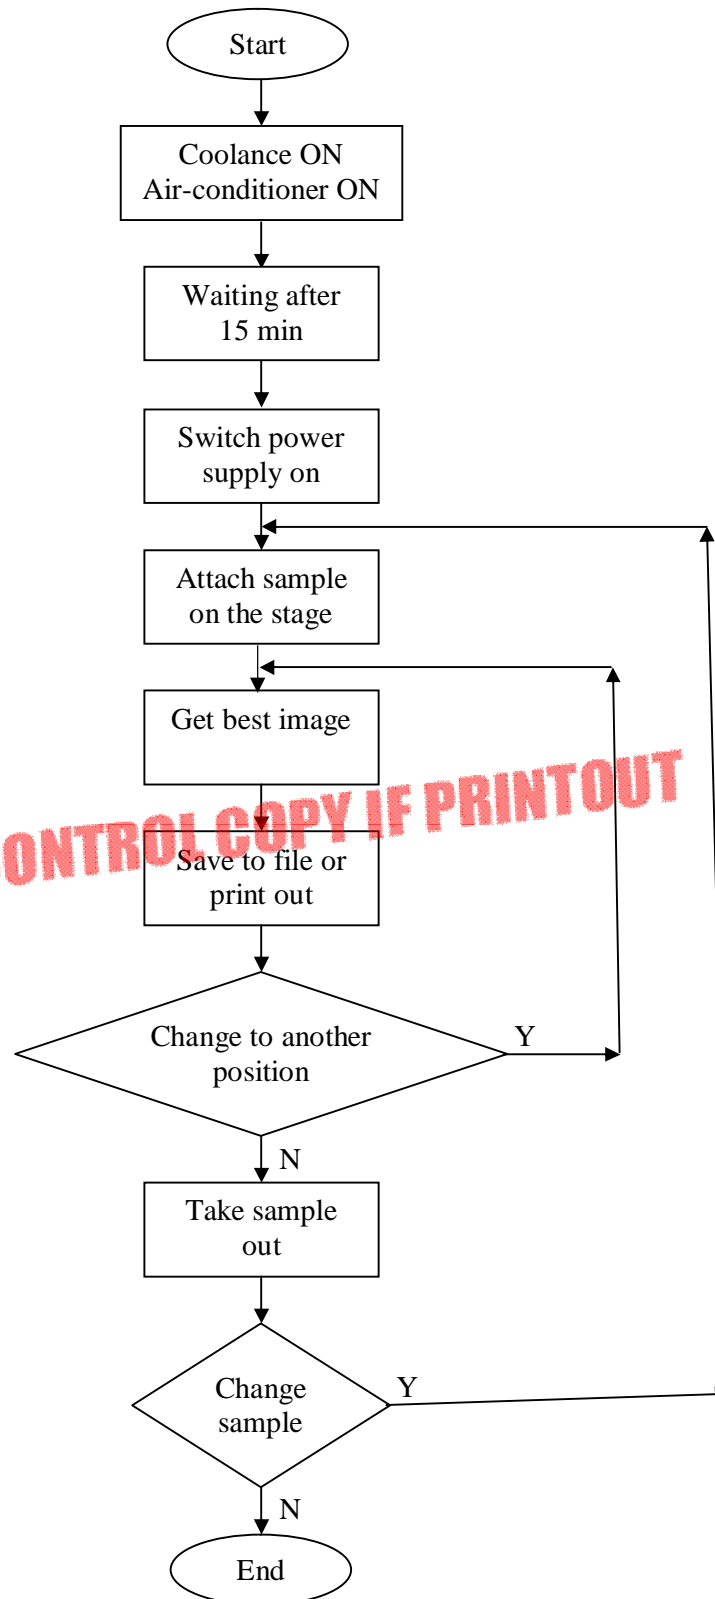 Start
Coolance ON
Air-conditioner ON
Waiting after
15 min
Switch power
supply on
Attach sample
on the stage
Get best image
ONTROL COPY IF PRINTOUT
Save to file or
print out
Change to another
position
Y
N
Take sample
out
Change
sample
Y
N
End